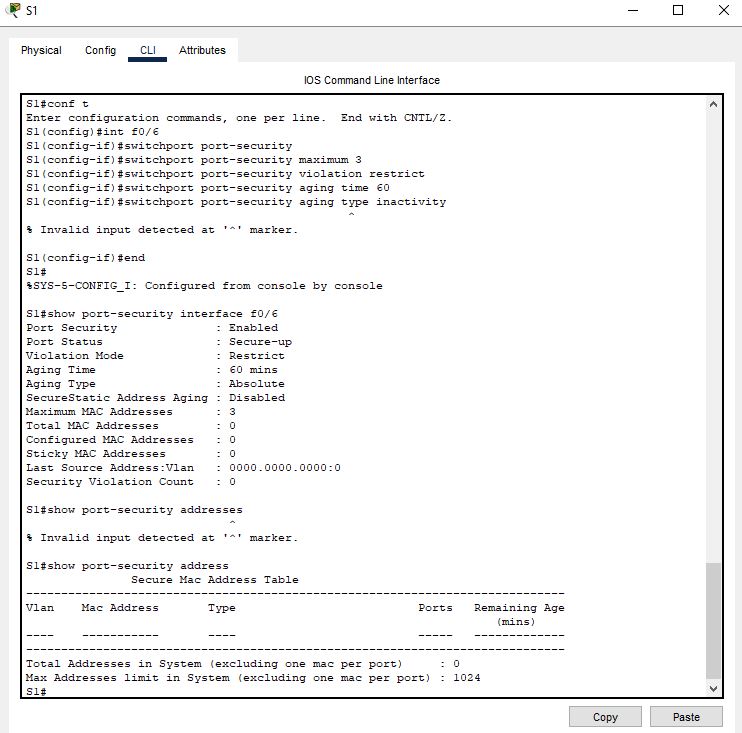 S1
Physical Config CLI Attributes
IOS Command Line Interface
S1#conf t
Enter configuration commands, one per line.  End with CNTL/Z.
S1(config)#int f0/6
S1(config-if)#switchport port-security
S1(config-if)#switchport port-security maximum 3
S1(config-if)#switchport port-security violation restrict
S1(config-if)#switchport port-security aging time 60
S1(config-if)#switchport port-security aging type inactivity
^
% Invalid input detected at '^' marker.
S1(config-if)#end
S1#
%SYS-5-CONFIG_I: Configured from console by console
S1#show port-security interface f0/6
Port Security              : Enabled
Port Status                : Secure-up
Violation Mode             : Restrict
Aging Time                 : 60 mins
Aging Type                 : Absolute
SecureStatic Address Aging : Disabled
Maximum MAC Addresses      : 3
Total MAC Addresses        : 0
Configured MAC Addresses   : 0
Sticky MAC Addresses       : 0
Last Source Address:Vlan   : 0000.0000.0000:0
Security Violation Count   : 0
S1#show port-security addresses
^
% Invalid input detected at '^' marker.
S1#show port-security address
Secure Mac Address Table
-----------------------------------------------------------------------------
Vlan    Mac Address       Type                          Ports   Remaining Age
(mins)
----    -----------       ----                          -----   -------------
-----------------------------------------------------------------------------
Total Addresses in System (excluding one mac per port)     : 0
Max Addresses limit in System (excluding one mac per port) : 1024
S1#
Copy Paste